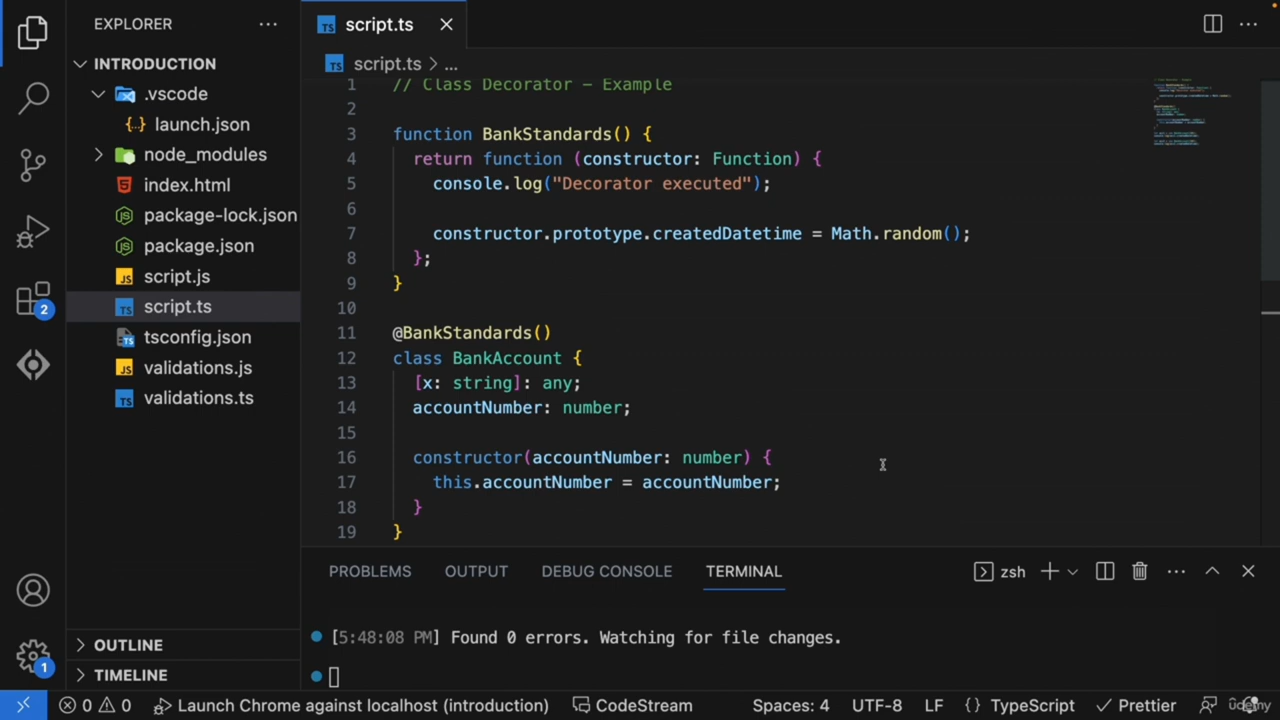 EXPLORER
script.ts
INTRODUCTION
script.ts > ...
.vscode
launch.json
node_modules
index.html
package-lock.json
package.json
script.js
script.ts
tsconfig.json
validations.js
validations.ts
OUTLINE
TIMELINE
1 // Class Decorator – Example
2
3 function BankStandards() {
4 return function (constructor: Function) {
5 console.log("Decorator executed");
6
7 constructor.prototype.createdDatetime = Math.random();
8 };
9 }
10
11 @BankStandards()
12 class BankAccount {
13 [x: string]: any;
14 accountNumber: number;
15
16 constructor(accountNumber: number) {
17 this.accountNumber = accountNumber;
18 }
19 }
PROBLEMS OUTPUT DEBUG CONSOLE TERMINAL zsh
[5:48:08 PM] Found 0 errors. Watching for file changes.
2
1
0 0 Launch Chrome against localhost (introduction) CodeStream Spaces: 4 UTF-8 LF {} TypeScript Prettier
udemy